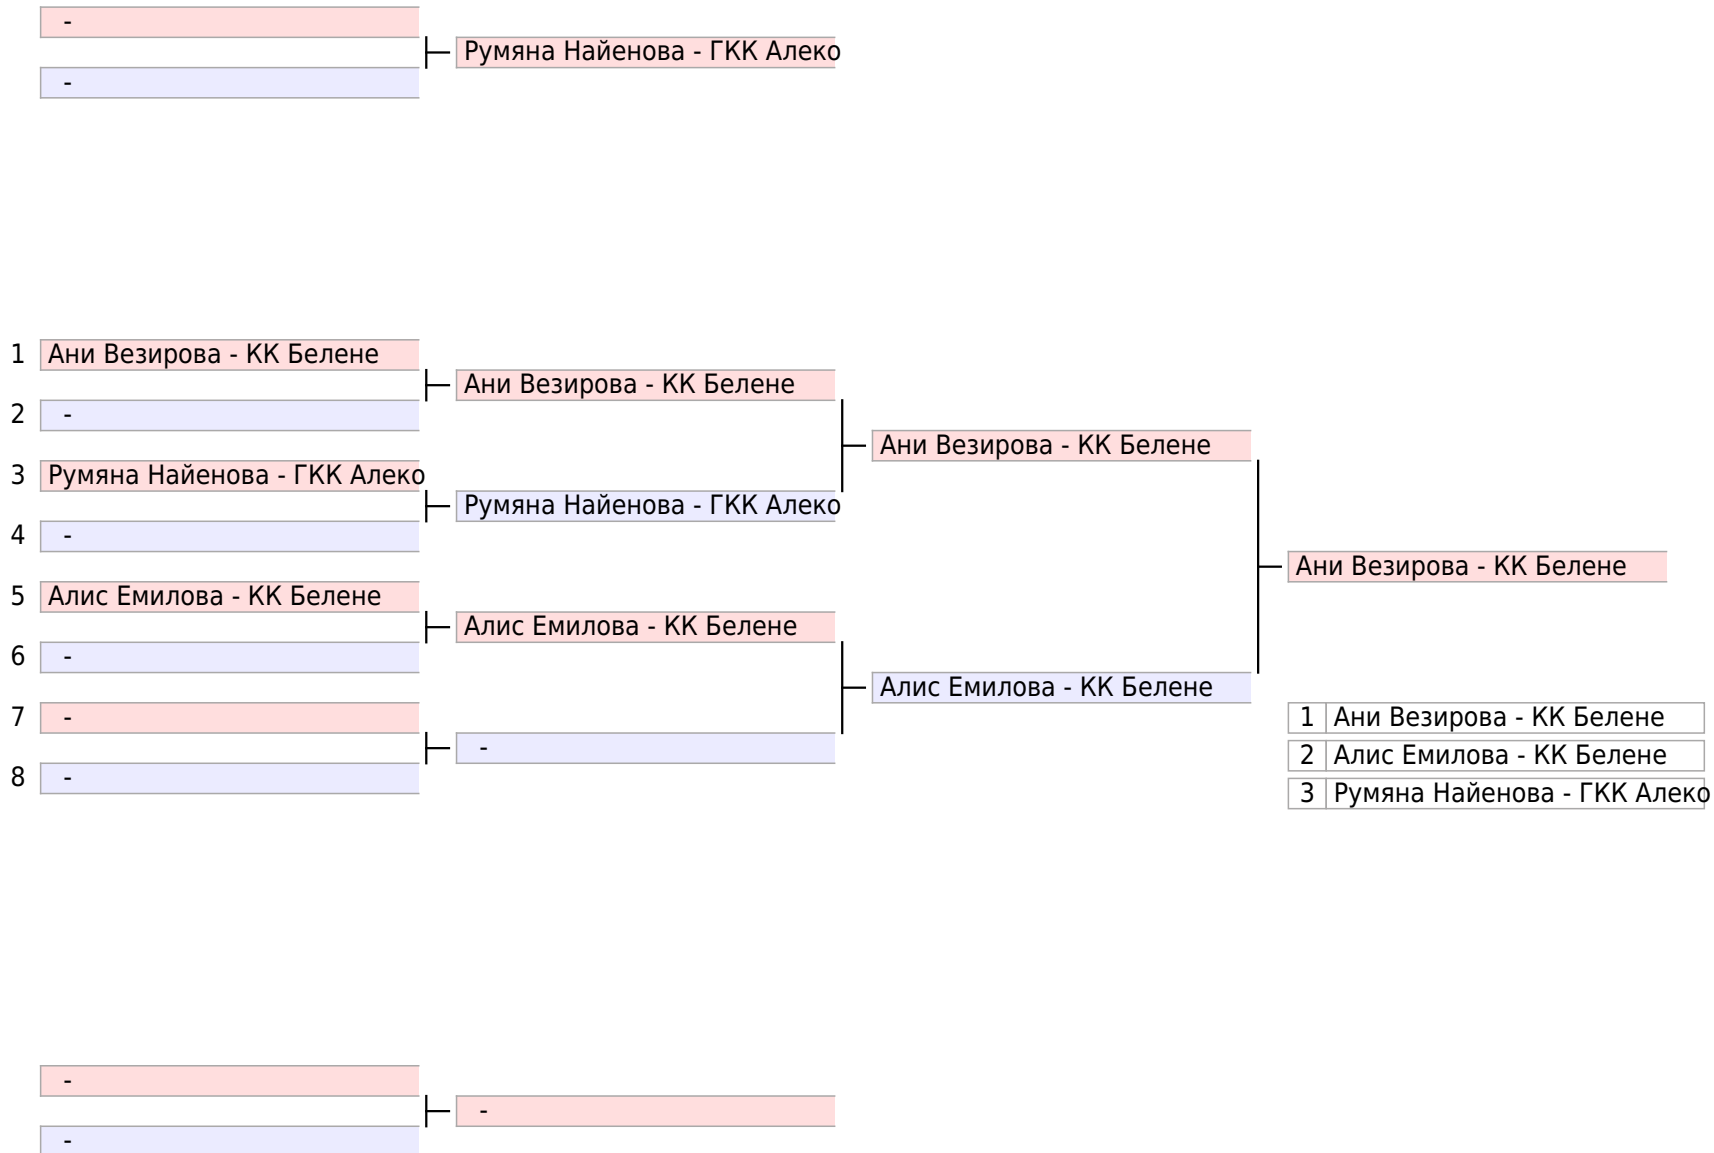 -
Румяна Найенова - ГКК Алеко
-
1 Ани Везирова - КК Белене
Ани Везирова - КК Белене
2 -
Ани Везирова - КК Белене
3 Румяна Найенова - ГКК Алеко
Румяна Найенова - ГКК Алеко
4 -
Ани Везирова - КК Белене
5 Алис Емилова - КК Белене
Алис Емилова - КК Белене
6 -
Алис Емилова - КК Белене
7 -
1 Ани Везирова - КК Белене
-
2 Алис Емилова - КК Белене
8 -
3 Румяна Найенова - ГКК Алеко
-
-
-